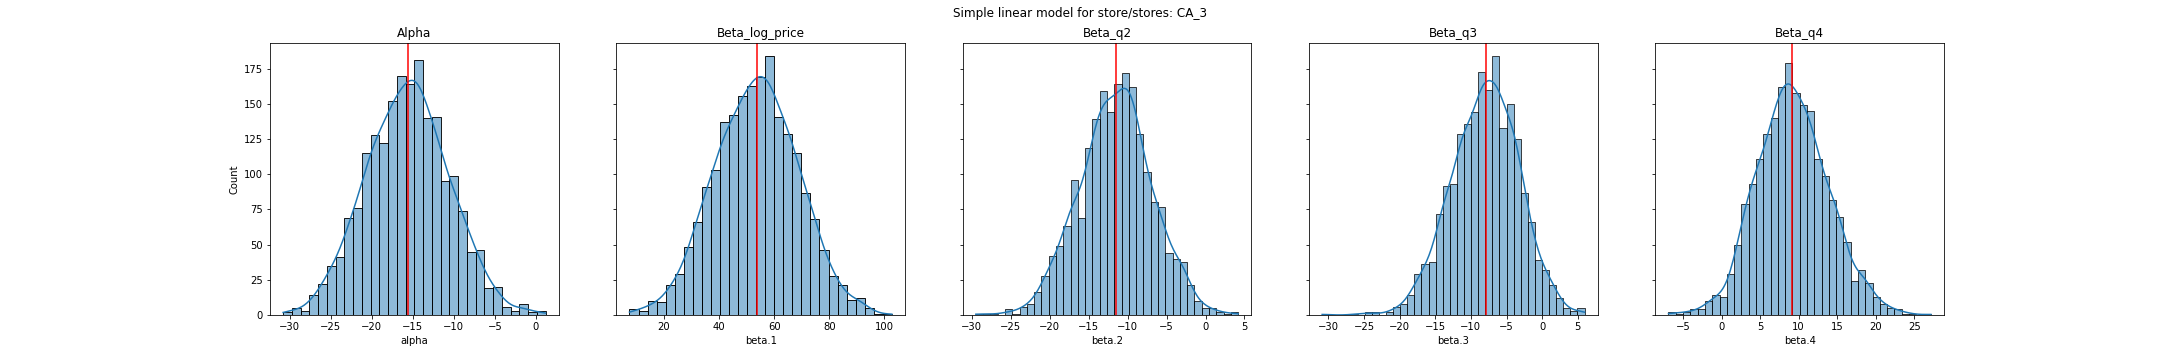 Simple linear model for store/stores: CA_3
Alpha
Beta_log_price
Beta_q2
Beta_q3
Beta_q4
Count
175
150
125
100
75
50
25
0
−30 −25 −20 −15 −10 −5 0
20 40 60 80 100
−30 −25 −20 −15 −10 −5 0 5
−30 −25 −20 −15 −10 −5 0 5
−5 0 5 10 15 20 25
alpha
beta.1
beta.2
beta.3
beta.4